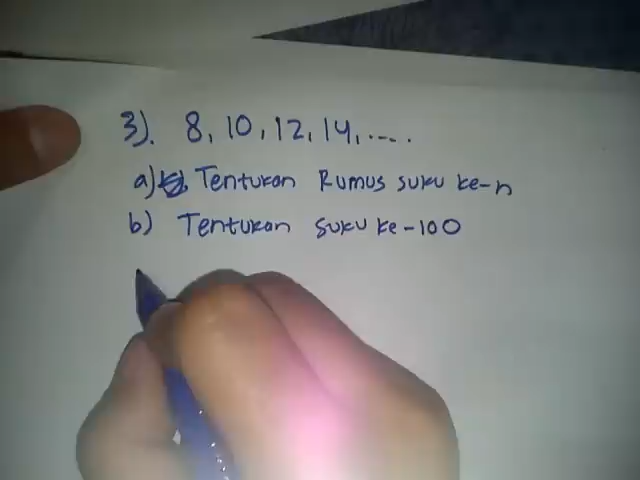 3). 8, 10, 12, 14, ....
a) Tentukan Rumus suku ke-n
b) Tentukan suku ke-100